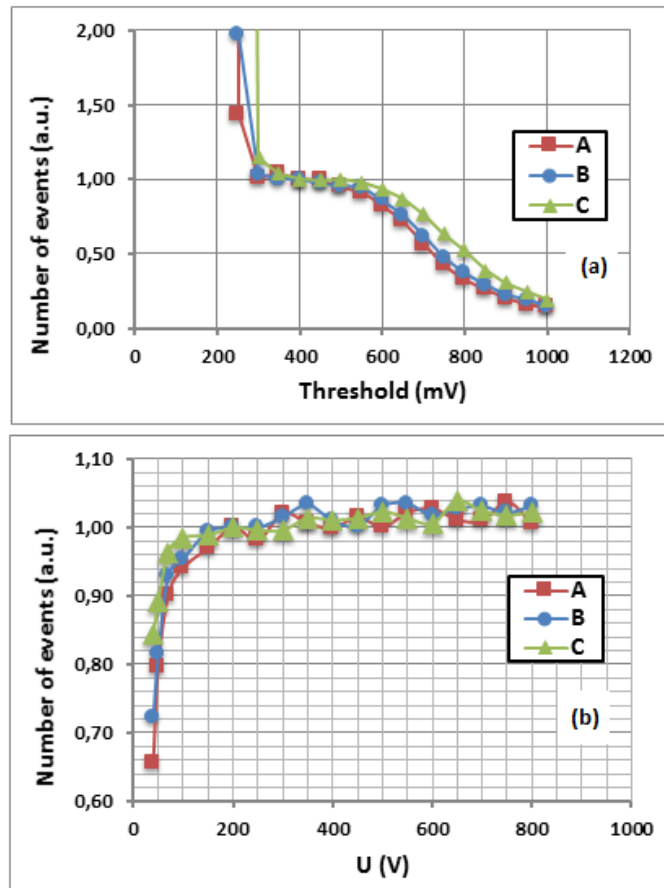 2,00
1,50
1,00
0,50
0,00
Number of events (a.u.)
A
B
C
(a)
0 200 400 600 800 1000 1200
Threshold (mV)
1,10
1,00
0,90
0,80
0,70
0,60
Number of events (a.u.)
A
B
C
(b)
0 200 400 600 800 1000
U (V)